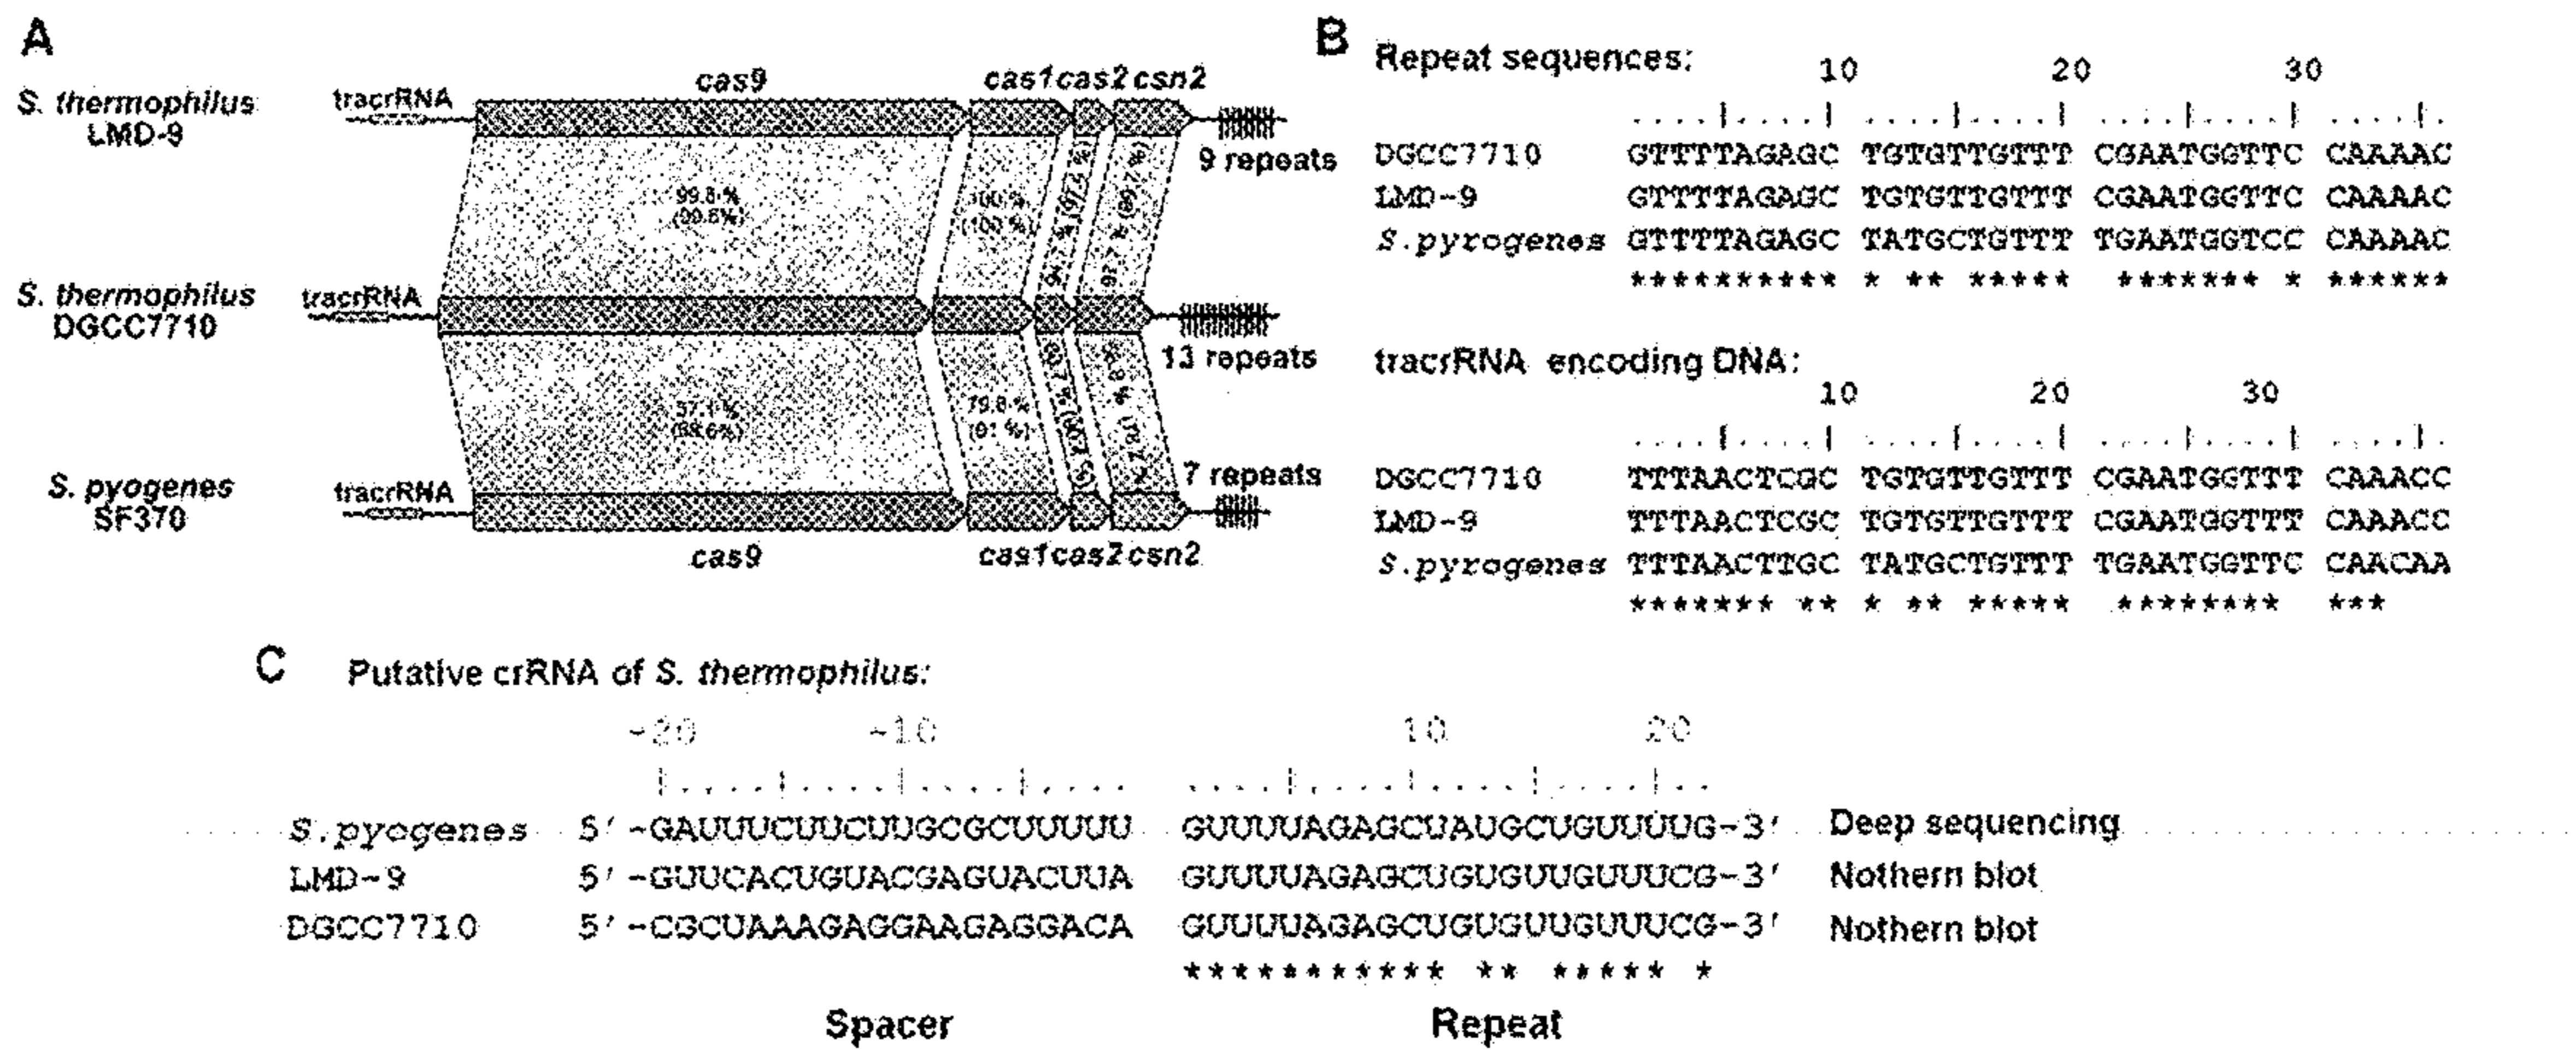 A
cas9
cas1 cas2 csn2
S. thermophilus
LMD-9
tracrRNA
9 repeats
S. thermophilus
DGCC7710
tracrRNA
13 repeats
79.8 %
(91 %)
S. pyogenes
SF370
tracrRNA
7 repeats
cas9
cas1 cas2 csn2
B
Repeat sequences:
10 20 30
DGCC7710 GTTTTAGAGC TGTGTTGTTT CGAATGGTTC CAAAAC
LMD-9 GTTTTAGAGC TGTGTTGTTT CGAATGGTTC CAAAAC
S.pyrogenes GTTTTAGAGC TATGCTGTTT TGAATGGTCC CAAAAC
********** * ** ***** ******* * ******
tracrRNA encoding DNA:
10 20 30
DGCC7710 TTTAACTCGC TGTGTTGTTT CGAATGGTTT CAAACC
LMD-9 TTTAACTCGC TGTGTTGTTT CGAATGGTTT CAAACC
S.pyrogenes TTTAACTTGC TATGCTGTTT TGAATGGTTC CAACAA
******* ** * ** ***** ******** ***
C
Putative crRNA of S. thermophilus:
-20 -10 10 20
S.pyogenes 5' -GAUUUCUUCUUGCGCUUUUU GUUUUAGAGCUAUGCUGUUUUG-3' Deep sequencing
LMD-9 5' -GUUCACUGUACGAGUACUUA GUUUUAGAGCUGUGUUGUUUCG-3' Nothern blot
DGCC7710 5' -CGCUAAAGAGGAAGAGGACA GUUUUAGAGCUGUGUUGUUUCG-3' Nothern blot
*********** ** ***** *
Spacer Repeat